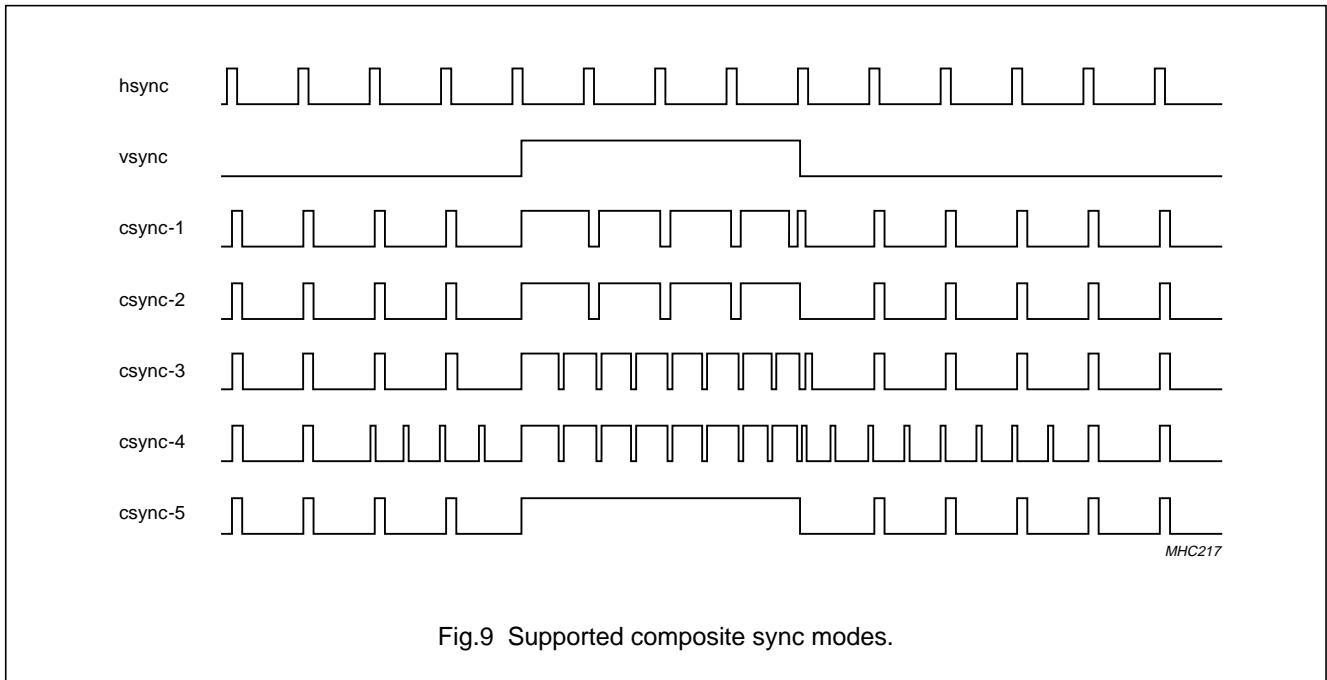 hsync
vsync
csync-1
csync-2
csync-3
csync-4
csync-5
MHC217
Fig.9 Supported composite sync modes.